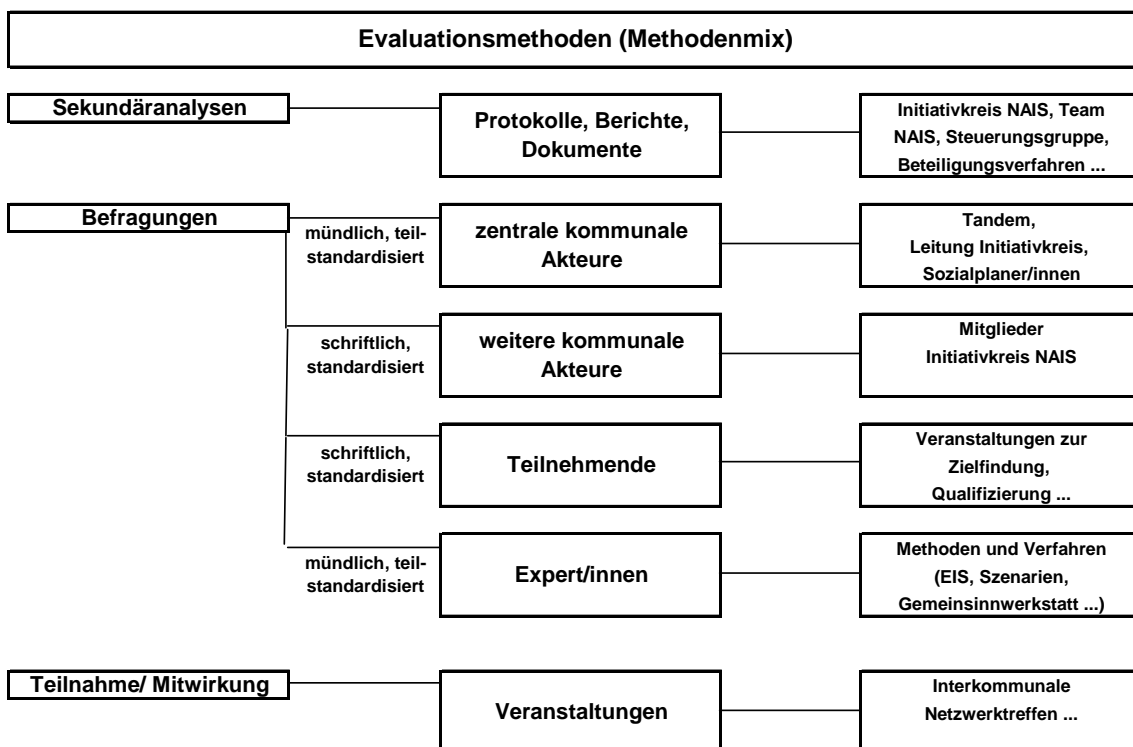 Evaluationsmethoden (Methodenmix)
Sekundäranalysen
Protokolle, Berichte,
Dokumente
Initiativkreis NAIS, Team
NAIS, Steuerungsgruppe,
Beteiligungsverfahren ...
Befragungen
mündlich, teil-
standardisiert
zentrale kommunale
Akteure
Tandem,
Leitung Initiativkreis,
Sozialplaner/innen
schriftlich,
standardisiert
weitere kommunale
Akteure
Mitglieder
Initiativkreis NAIS
schriftlich,
standardisiert
Teilnehmende
Veranstaltungen zur
Zielfindung,
Qualifizierung ...
mündlich, teil-
standardisiert
Expert/innen
Methoden und Verfahren
(EIS, Szenarien,
Gemeinsinnwerkstatt ...)
Teilnahme/ Mitwirkung
Veranstaltungen
Interkommunale
Netzwerktreffen ...